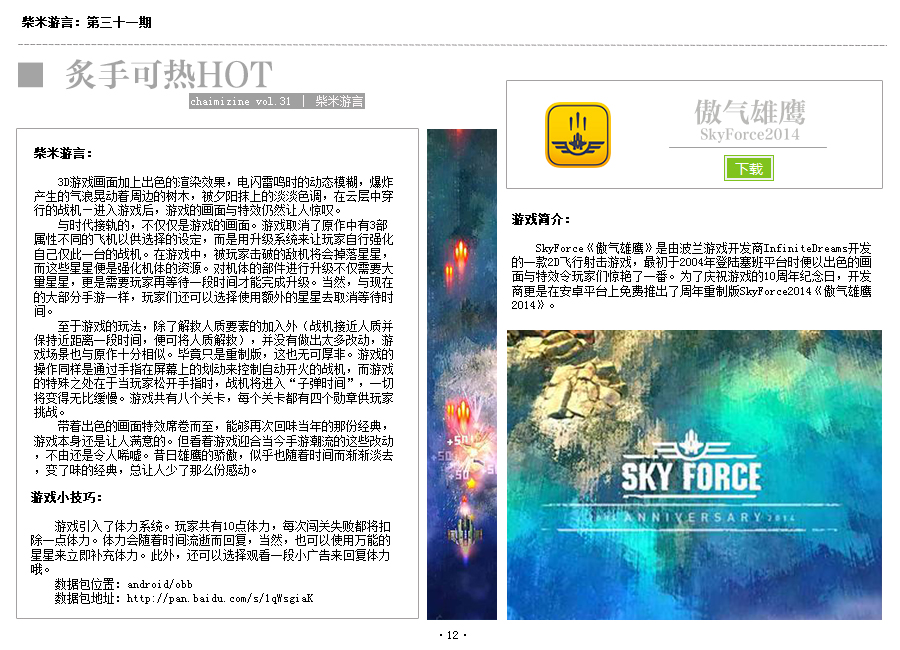 柴米游言：第三十一期
炙手可热HOT
chaimizine vol.31 | 柴米游言
柴米游言：
3D游戏画面加上出色的渲染效果，电闪雷鸣时的动态模糊，爆炸
产生的气浪晃动着周边的树木，被夕阳抹上的淡淡色调，在云层中穿
行的战机－进入游戏后，游戏的画面与特效仍然让人惊叹。
与时代接轨的，不仅仅是游戏的画面。游戏取消了原作中有3部
属性不同的飞机以供选择的设定，而是用升级系统来让玩家自行强化
自己仅此一台的战机。在游戏中，被玩家击破的敌机将会掉落星星，
而这些星星便是强化机体的资源。对机体的部件进行升级不仅需要大
量星星，更是需要玩家再等待一段时间才能完成升级。当然，与现在
的大部分手游一样，玩家们还可以选择使用额外的星星去取消等待时
间。
至于游戏的玩法，除了解救人质要素的加入外（战机接近人质并
保持近距离一段时间，便可将人质解救），并没有做出太多改动，游
戏场景也与原作十分相似。毕竟只是重制版，这也无可厚非。游戏的
操作同样是通过手指在屏幕上的划动来控制自动开火的战机，而游戏
的特殊之处在于当玩家松开手指时，战机将进入“子弹时间”，一切
将变得无比缓慢。游戏共有八个关卡，每个关卡都有四个勋章供玩家
挑战。
带着出色的画面特效席卷而至，能够再次回味当年的那份经典，
游戏本身还是让人满意的。但看着游戏迎合当今手游潮流的这些改动
，不由还是令人唏嘘。昔日雄鹰的骄傲，似乎也随着时间而渐渐淡去
，变了味的经典，总让人少了那么份感动。
游戏小技巧：
游戏引入了体力系统。玩家共有10点体力，每次闯关失败都将扣
除一点体力。体力会随着时间流逝而回复，当然，也可以使用万能的
星星来立即补充体力。此外，还可以选择观看一段小广告来回复体力
哦。
数据包位置：android/obb
数据包地址：http://pan.baidu.com/s/1qWsgiaK
+50
+50
傲气雄鹰
SkyForce2014
下载
游戏简介：
SkyForce《傲气雄鹰》是由波兰游戏开发商InfiniteDreams开发
的一款2D飞行射击游戏，最初于2004年登陆塞班平台时便以出色的画
面与特效令玩家们惊艳了一番。为了庆祝游戏的10周年纪念日，开发
商更是在安卓平台上免费推出了周年重制版SkyForce2014《傲气雄鹰
2014》。
SKY FORCE
ANNIVERSARY 2014
·12·